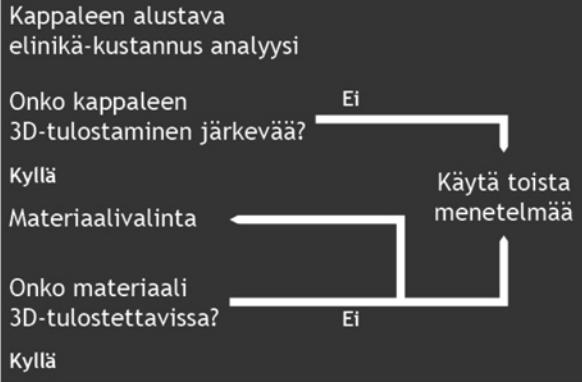 Kappaleen alustava
elinikä-kustannus analyysi
Onko kappaleen
3D-tulostaminen järkevää?
Ei
Kyllä
Käytä toista
menetelmää
Materiaalivalinta
Onko materiaali
3D-tulostettavissa?
Ei
Kyllä